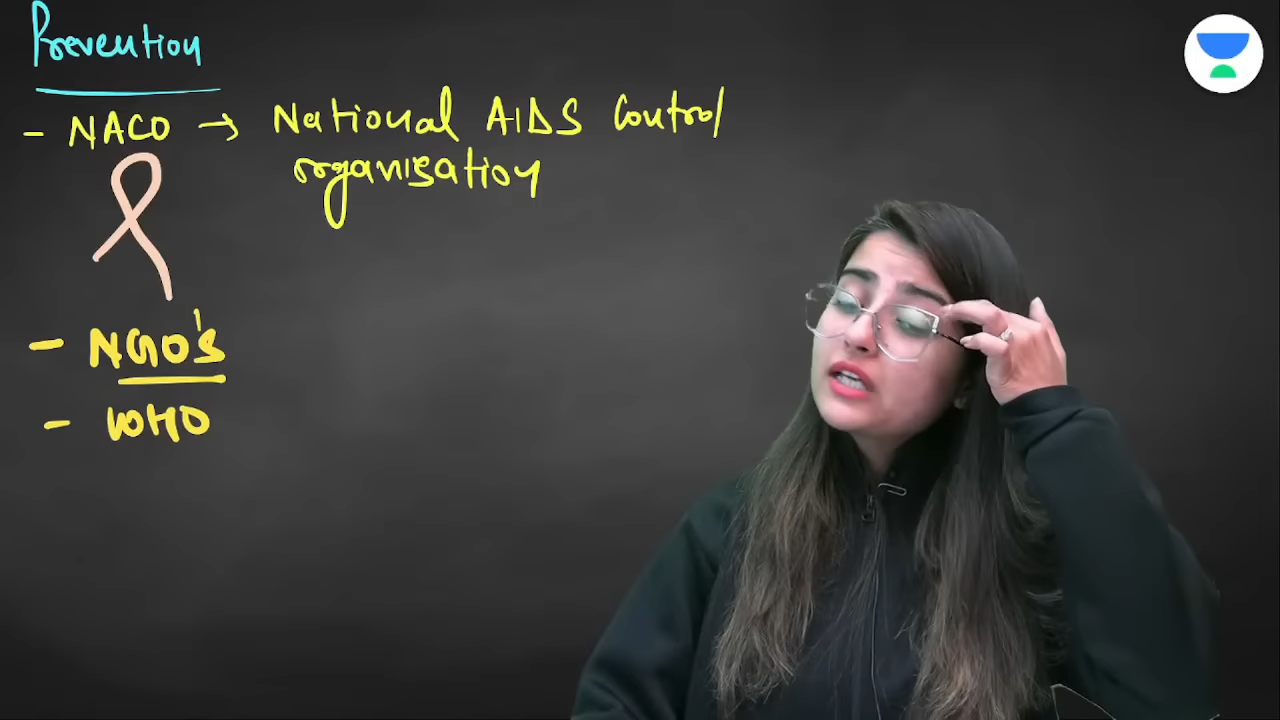 Prevention
- NACO → National AIDS Control
organisation
- NGO's
- WHO